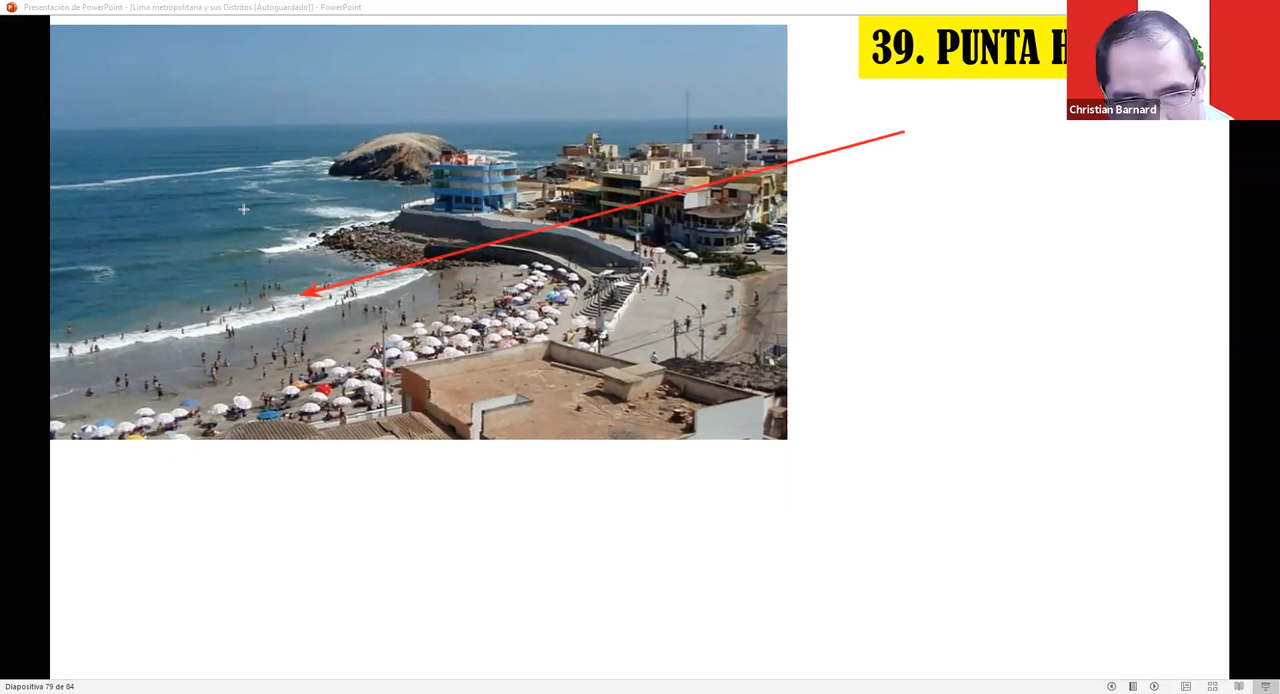 Presentación de PowerPoint - [Lima metropolitana y sus Distritos [Autoguardado]] - PowerPoint
39. PUNTA H
Christian Barnard
Diapositiva 79 de 84